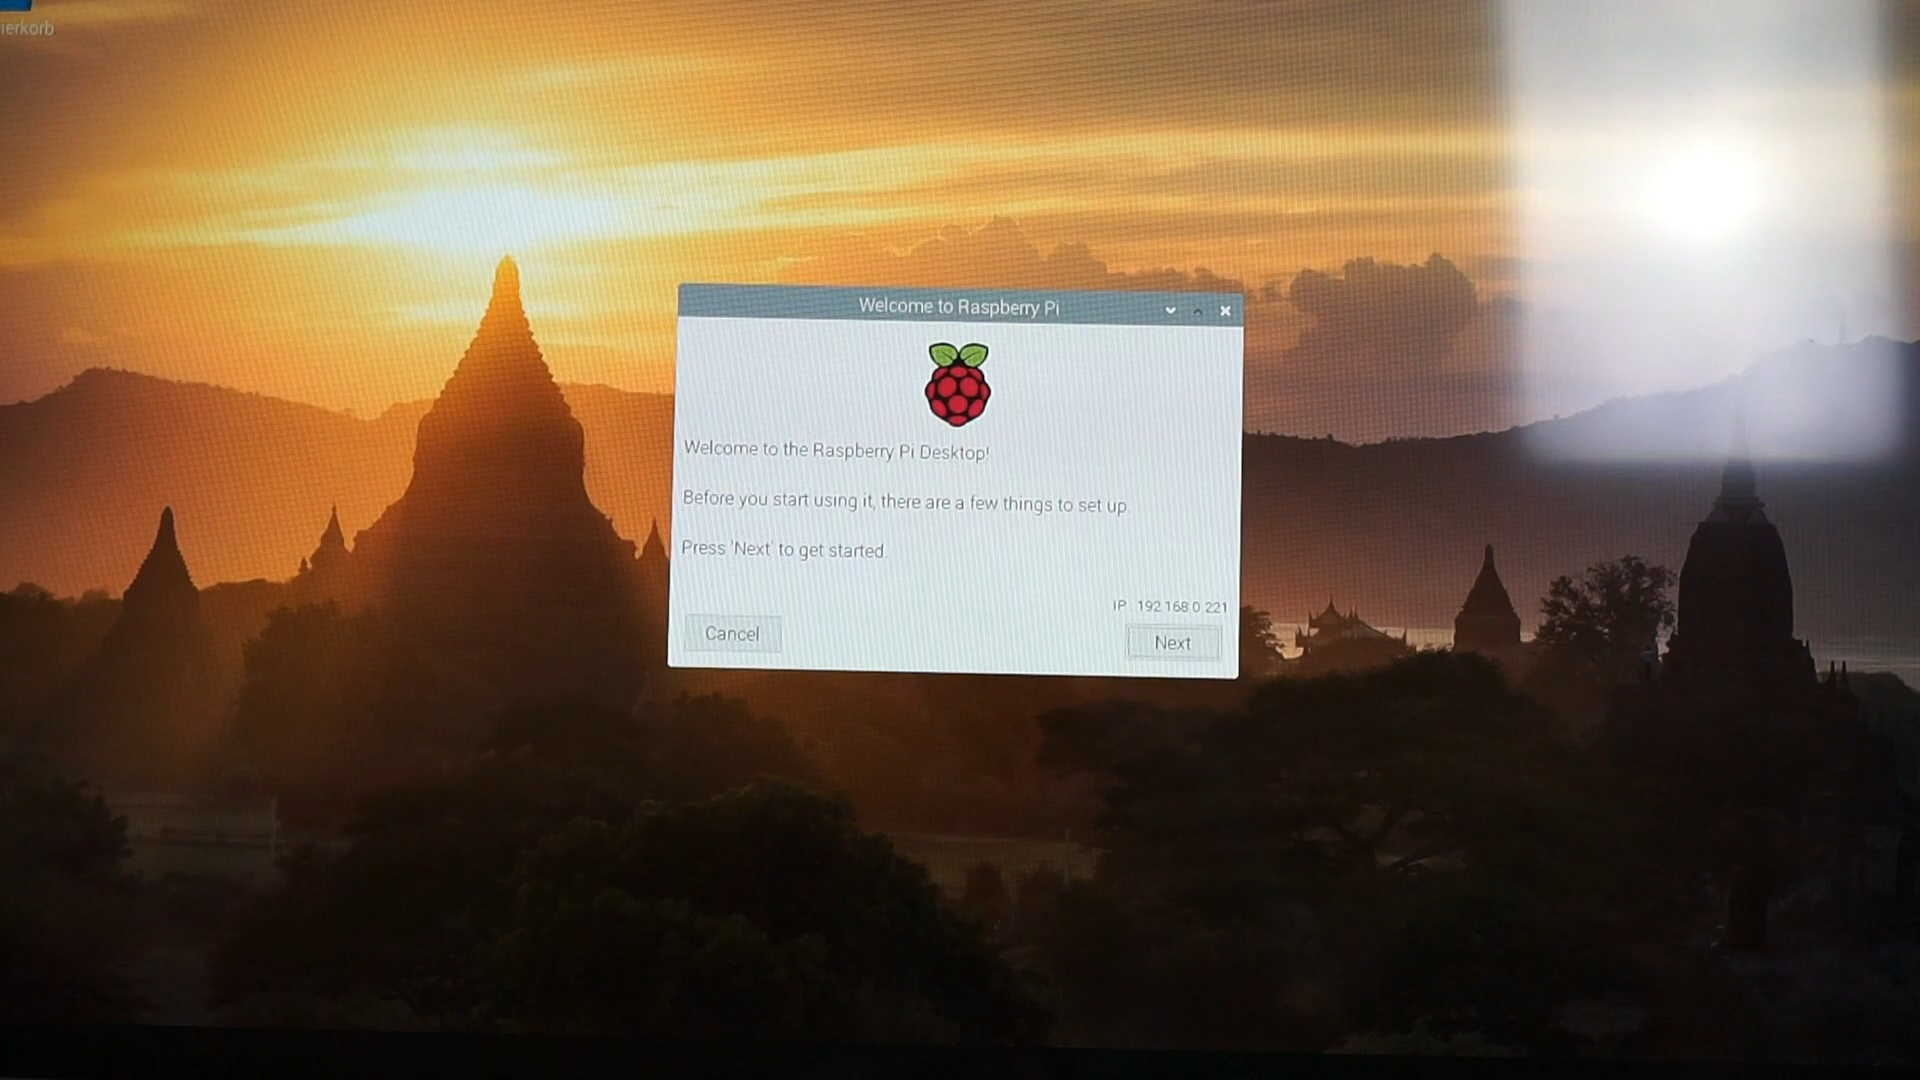 ierkorb
Welcome to Raspberry Pi
Welcome to the Raspberry Pi Desktop!
Before you start using it, there are a few things to set up.
Press 'Next' to get started.
IP : 192.168.0.221
Cancel
Next